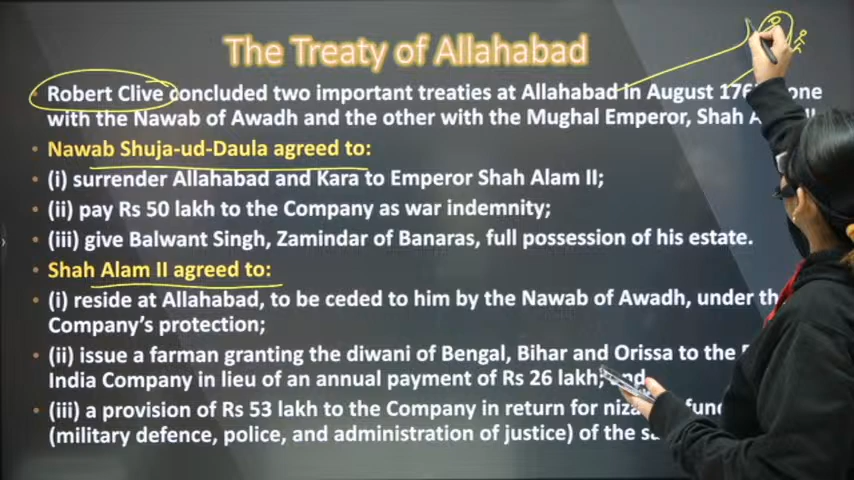 The Treaty of Allahabad
• Robert Clive concluded two important treaties at Allahabad in August one
with the Nawab of Awadh and the other with the Mughal Emperor, Shah
• Nawab Shuja-ud-Daula agreed to:
• (i) surrender Allahabad and Kara to Emperor Shah Alam II;
• (ii) pay Rs 50 lakh to the Company as war indemnity;
• (iii) give Balwant Singh, Zamindar of Banaras, full possession of his estate.
• Shah Alam II agreed to:
• (i) reside at Allahabad, to be ceded to him by the Nawab of Awadh, under
Company's protection;
• (ii) issue a farman granting the diwani of Bengal, Bihar and Orissa to the
India Company in lieu of an annual payment of Rs 26 lakh; and
• (iii) a provision of Rs 53 lakh to the Company in return for
(military defence, police, and administration of justice) of the